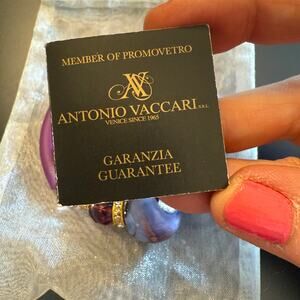 MEMBER OF PROMOVETRO
AV
ANTONIO VACCARI S.R.L.
VENICE SINCE 1965
GARANZIA
GUARANTEE